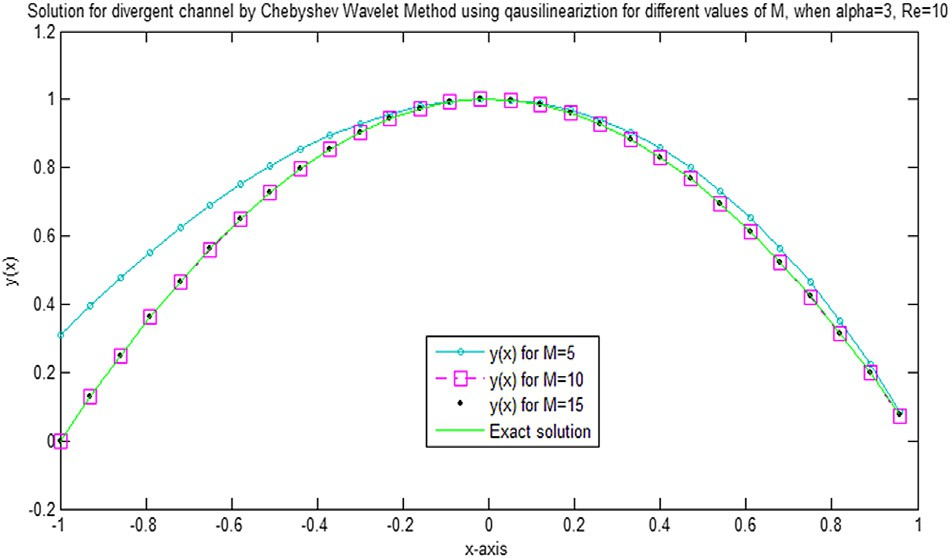 Solution for divergent channel by Chebyshev Wavelet Method using qausilineariztion for different values of M, when alpha=3, Re=10
1.2
1
0.8
0.6
0.4
0.2
0
-0.2
y(x)
y(x) for M=5
y(x) for M=10
y(x) for M=15
Exact solution
-1 -0.8 -0.6 -0.4 -0.2 0 0.2 0.4 0.6 0.8 1
x-axis